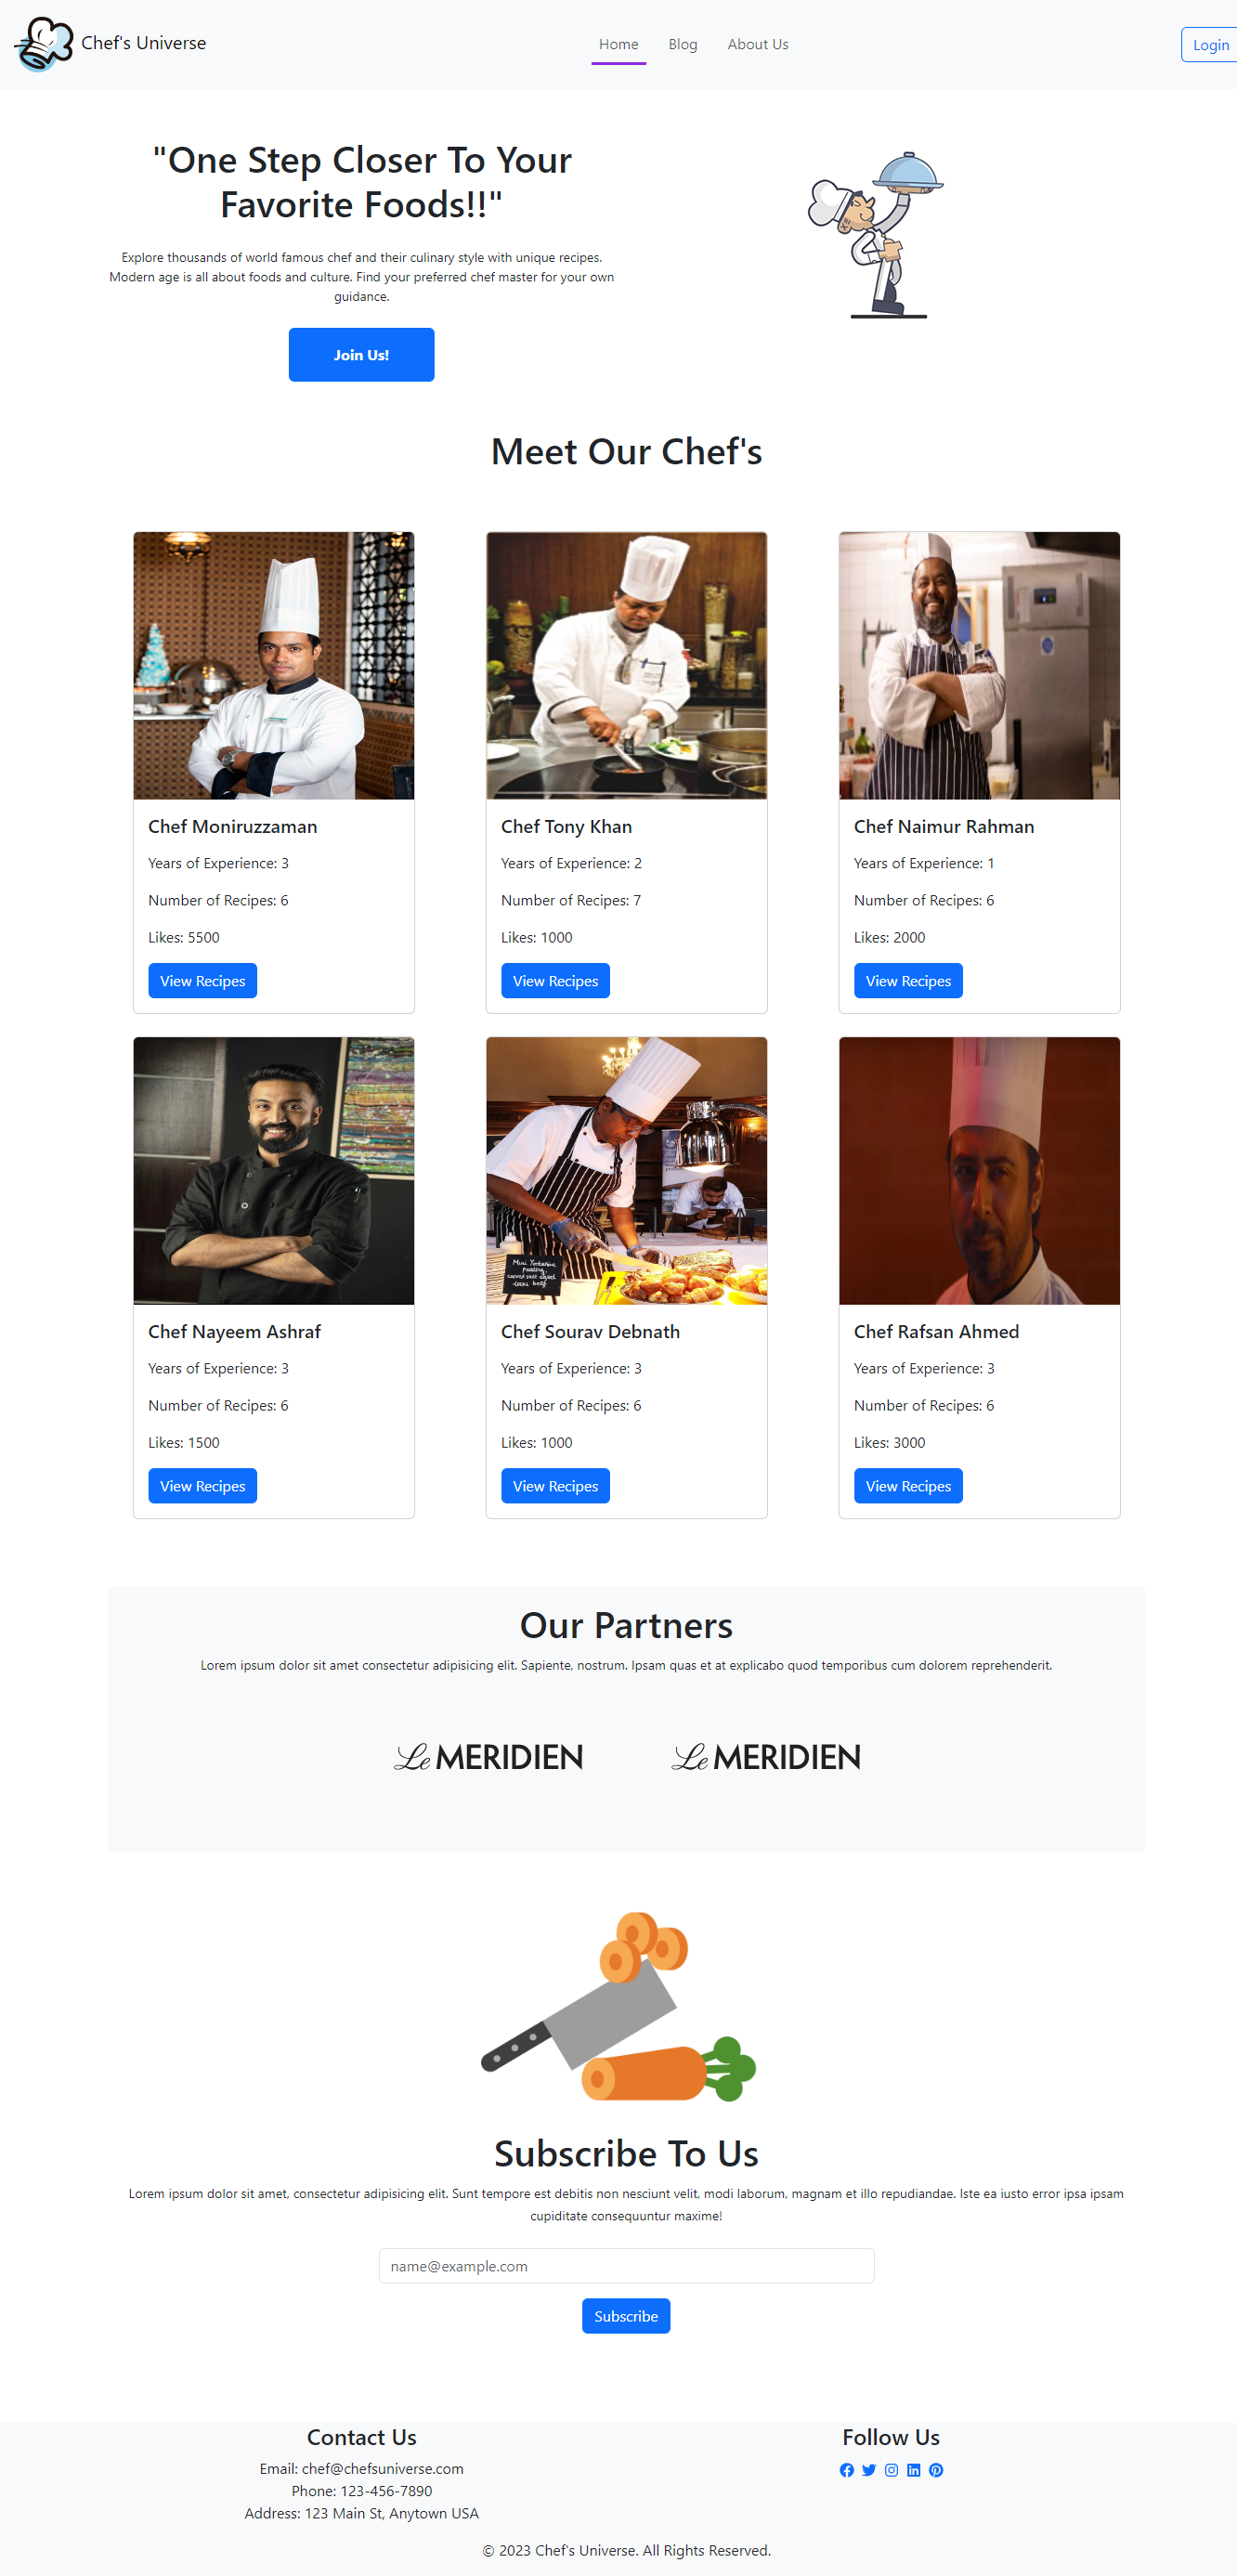 Chef's Universe
Home
Blog
About Us
Login
"One Step Closer To Your
Favorite Foods!!"
Explore thousands of world famous chef and their culinary style with unique recipes.
Modern age is all about foods and culture. Find your preferred chef master for your own
guidance.
Join Us!
Meet Our Chef's
Chef Moniruzzaman
Years of Experience: 3
Number of Recipes: 6
Likes: 5500
View Recipes
Chef Tony Khan
Years of Experience: 2
Number of Recipes: 7
Likes: 1000
View Recipes
Chef Naimur Rahman
Years of Experience: 1
Number of Recipes: 6
Likes: 2000
View Recipes
Chef Nayeem Ashraf
Years of Experience: 3
Number of Recipes: 6
Likes: 1500
View Recipes
Mini Yorkshire
pudding,
Chef Sourav Debnath
Years of Experience: 3
Number of Recipes: 6
Likes: 1000
View Recipes
Chef Rafsan Ahmed
Years of Experience: 3
Number of Recipes: 6
Likes: 3000
View Recipes
Our Partners
Lorem ipsum dolor sit amet consectetur adipisicing elit. Sapiente, nostrum. Ipsam quas et at explicabo quod temporibus cum dolorem reprehenderit.
Le MERIDIEN
Le MERIDIEN
Subscribe To Us
Lorem ipsum dolor sit amet, consectetur adipisicing elit. Sunt tempore est debitis non nesciunt velit, modi laborum, magnam et illo repudiandae. Iste ea iusto error ipsa ipsam
cupiditate consequuntur maxime!
name@example.com
Subscribe
Contact Us
Email: chef@chefsuniverse.com
Phone: 123-456-7890
Address: 123 Main St, Anytown USA
Follow Us
© 2023 Chef's Universe. All Rights Reserved.